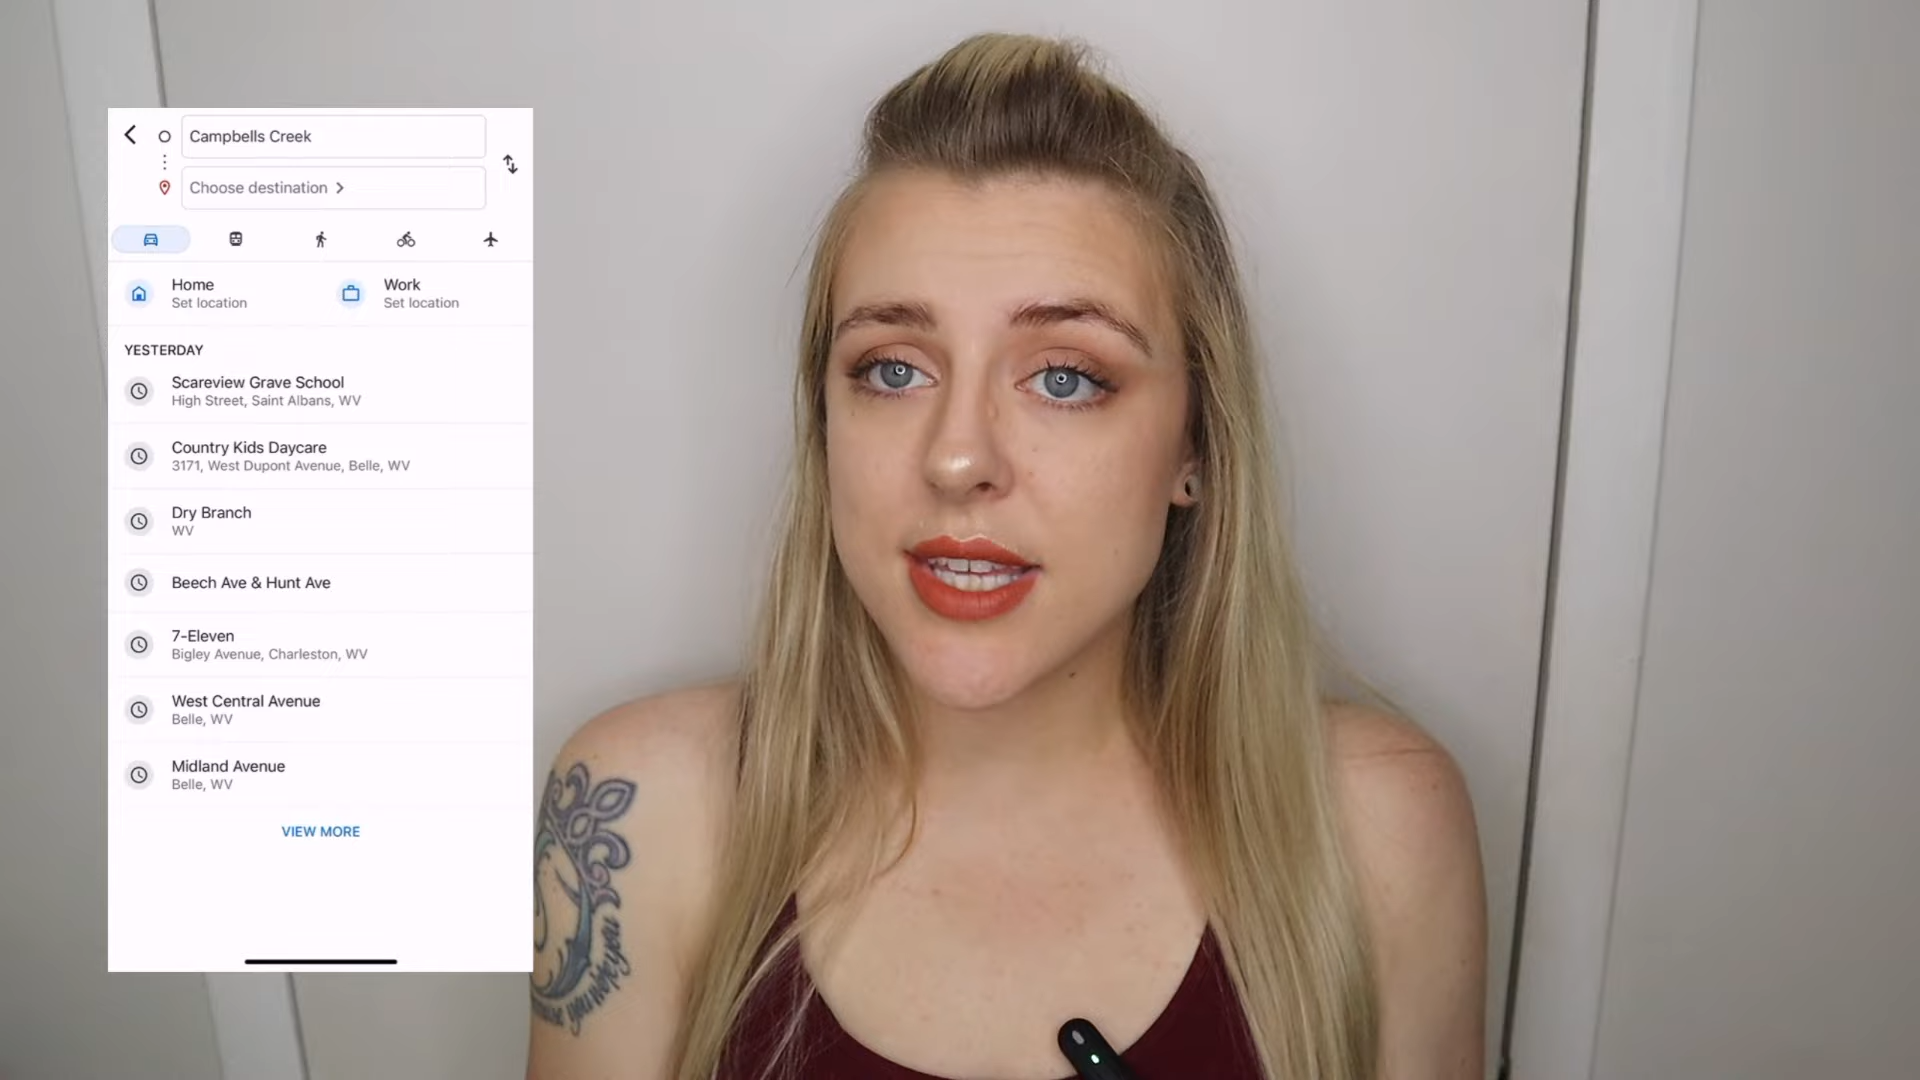 Campbells Creek
Choose destination
Home
Set location
Work
Set location
YESTERDAY
Scareview Grave School
High Street, Saint Albans, WV
Country Kids Daycare
3171, West Dupont Avenue, Belle, WV
Dry Branch
WV
Beech Ave & Hunt Ave
7-Eleven
Bigley Avenue, Charleston, WV
West Central Avenue
Belle, WV
Midland Avenue
Belle, WV
VIEW MORE